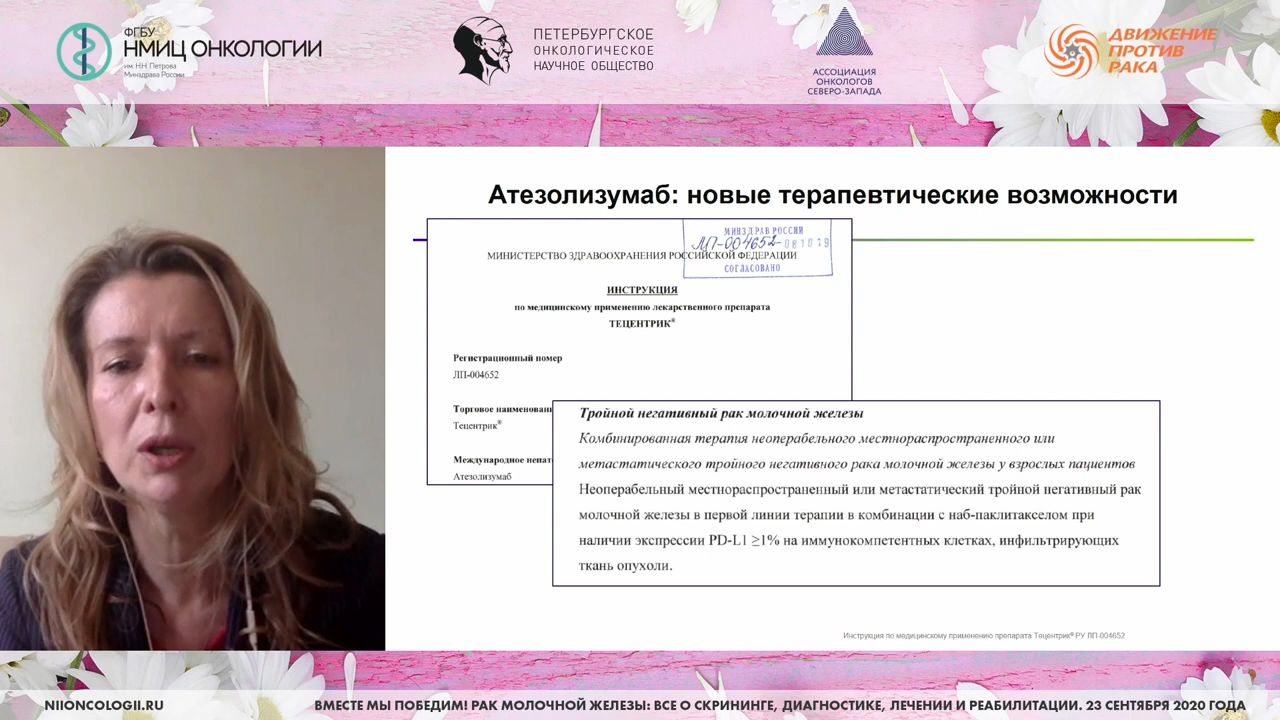 ФГБУ
НМИЦ ОНКОЛОГИИ
им. Н.Н. Петрова
Минздрава России
ПЕТЕРБУРГСКОЕ
ОНКОЛОГИЧЕСКОЕ
НАУЧНОЕ ОБЩЕСТВО
АССОЦИАЦИЯ
ОНКОЛОГОВ
СЕВЕРО-ЗАПАДА
ДВИЖЕНИЕ
ПРОТИВ
РАКА
Атезолизумаб: новые терапевтические возможности
МИНЗДРАВ РОССИИ
ЛП-004652- 081019
СОГЛАСОВАНО
МИНИСТЕРСТВО ЗДРАВООХРАНЕНИЯ РОССИЙСКОЙ ФЕДЕРАЦИИ
ИНСТРУКЦИЯ
по медицинскому применению лекарственного препарата
ТЕЦЕНТРИК®
Регистрационный номер
ЛП-004652
Торговое наименовани
Тецентрик®
Международное непат
Атезолизумаб
Тройной негативный рак молочной железы
Комбинированная терапия неоперабельного местнораспространенного или
метастатического тройного негативного рака молочной железы у взрослых пациентов
Неоперабельный местнораспространенный или метастатический тройной негативный рак
молочной железы в первой линии терапии в комбинации с наб-паклитакселом при
наличии экспрессии PD-L1 ≥1% на иммунокомпетентных клетках, инфильтрирующих
ткань опухоли.
Инструкция по медицинскому применению препарата Тецентрик® РУ ЛП-004652
NIIONCOLOGII.RU
ВМЕСТЕ МЫ ПОБЕДИМ! РАК МОЛОЧНОЙ ЖЕЛЕЗЫ: ВСЕ О СКРИНИНГЕ, ДИАГНОСТИКЕ, ЛЕЧЕНИИ И РЕАБИЛИТАЦИИ. 23 СЕНТЯБРЯ 2020 ГОДА